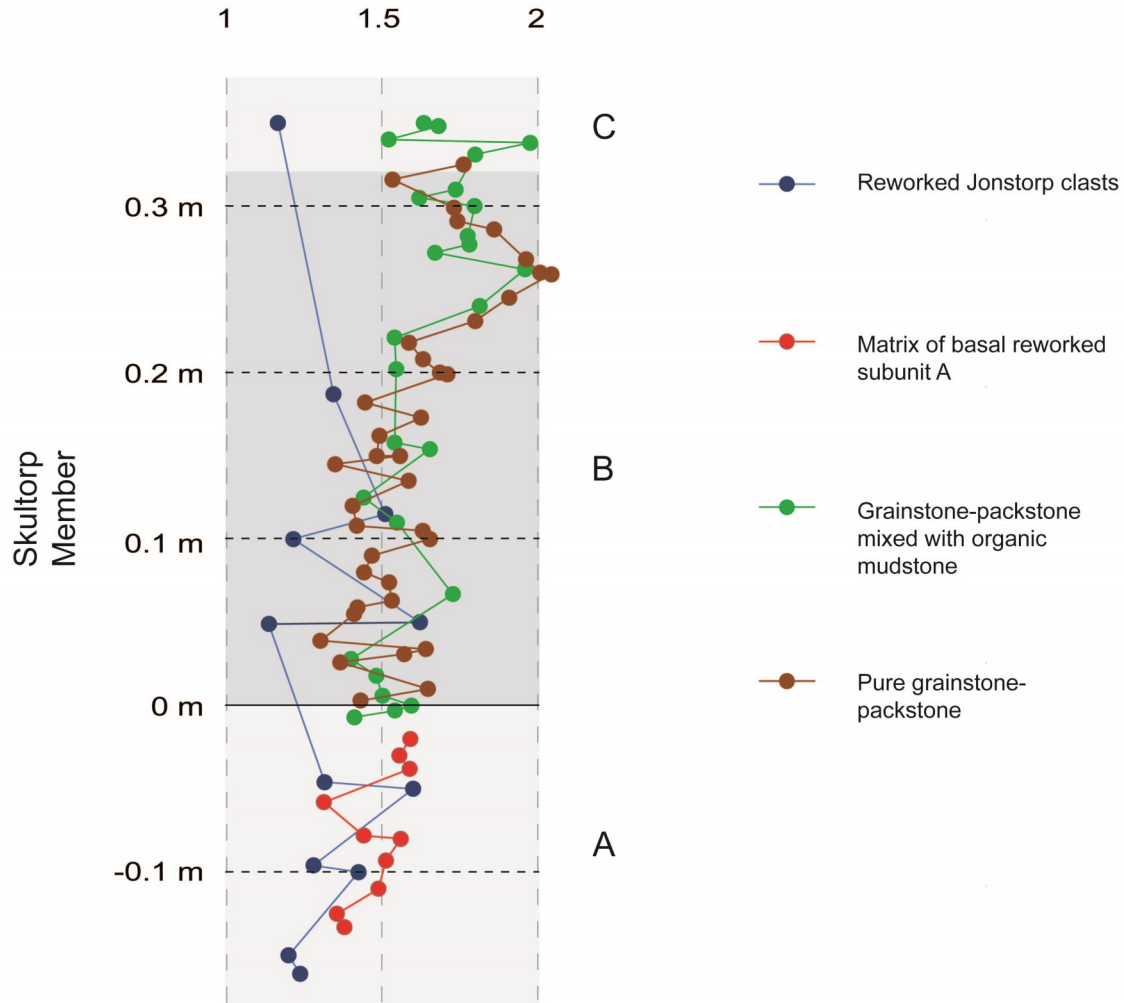 1 1.5 2
C
Reworked Jonstorp clasts
0.3 m
Matrix of basal reworked
subunit A
0.2 m
Skultorp
Member
B
Grainstone-packstone
mixed with organic
mudstone
0.1 m
Pure grainstone-
packstone
0 m
A
-0.1 m